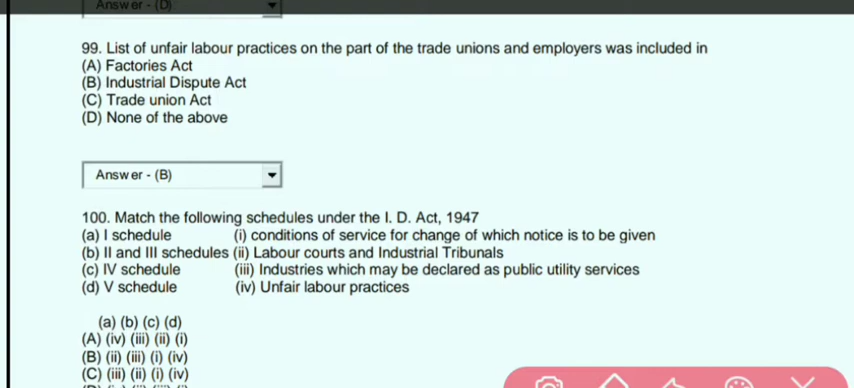 Answer - (D)
99. List of unfair labour practices on the part of the trade unions and employers was included in
(A) Factories Act
(B) Industrial Dispute Act
(C) Trade union Act
(D) None of the above
Answer - (B)
100. Match the following schedules under the I. D. Act, 1947
(a) I schedule (i) conditions of service for change of which notice is to be given
(b) II and III schedules (ii) Labour courts and Industrial Tribunals
(c) IV schedule (iii) Industries which may be declared as public utility services
(d) V schedule (iv) Unfair labour practices
(a) (b) (c) (d)
(A) (iv) (iii) (ii) (i)
(B) (ii) (iii) (i) (iv)
(C) (iii) (ii) (i) (iv)